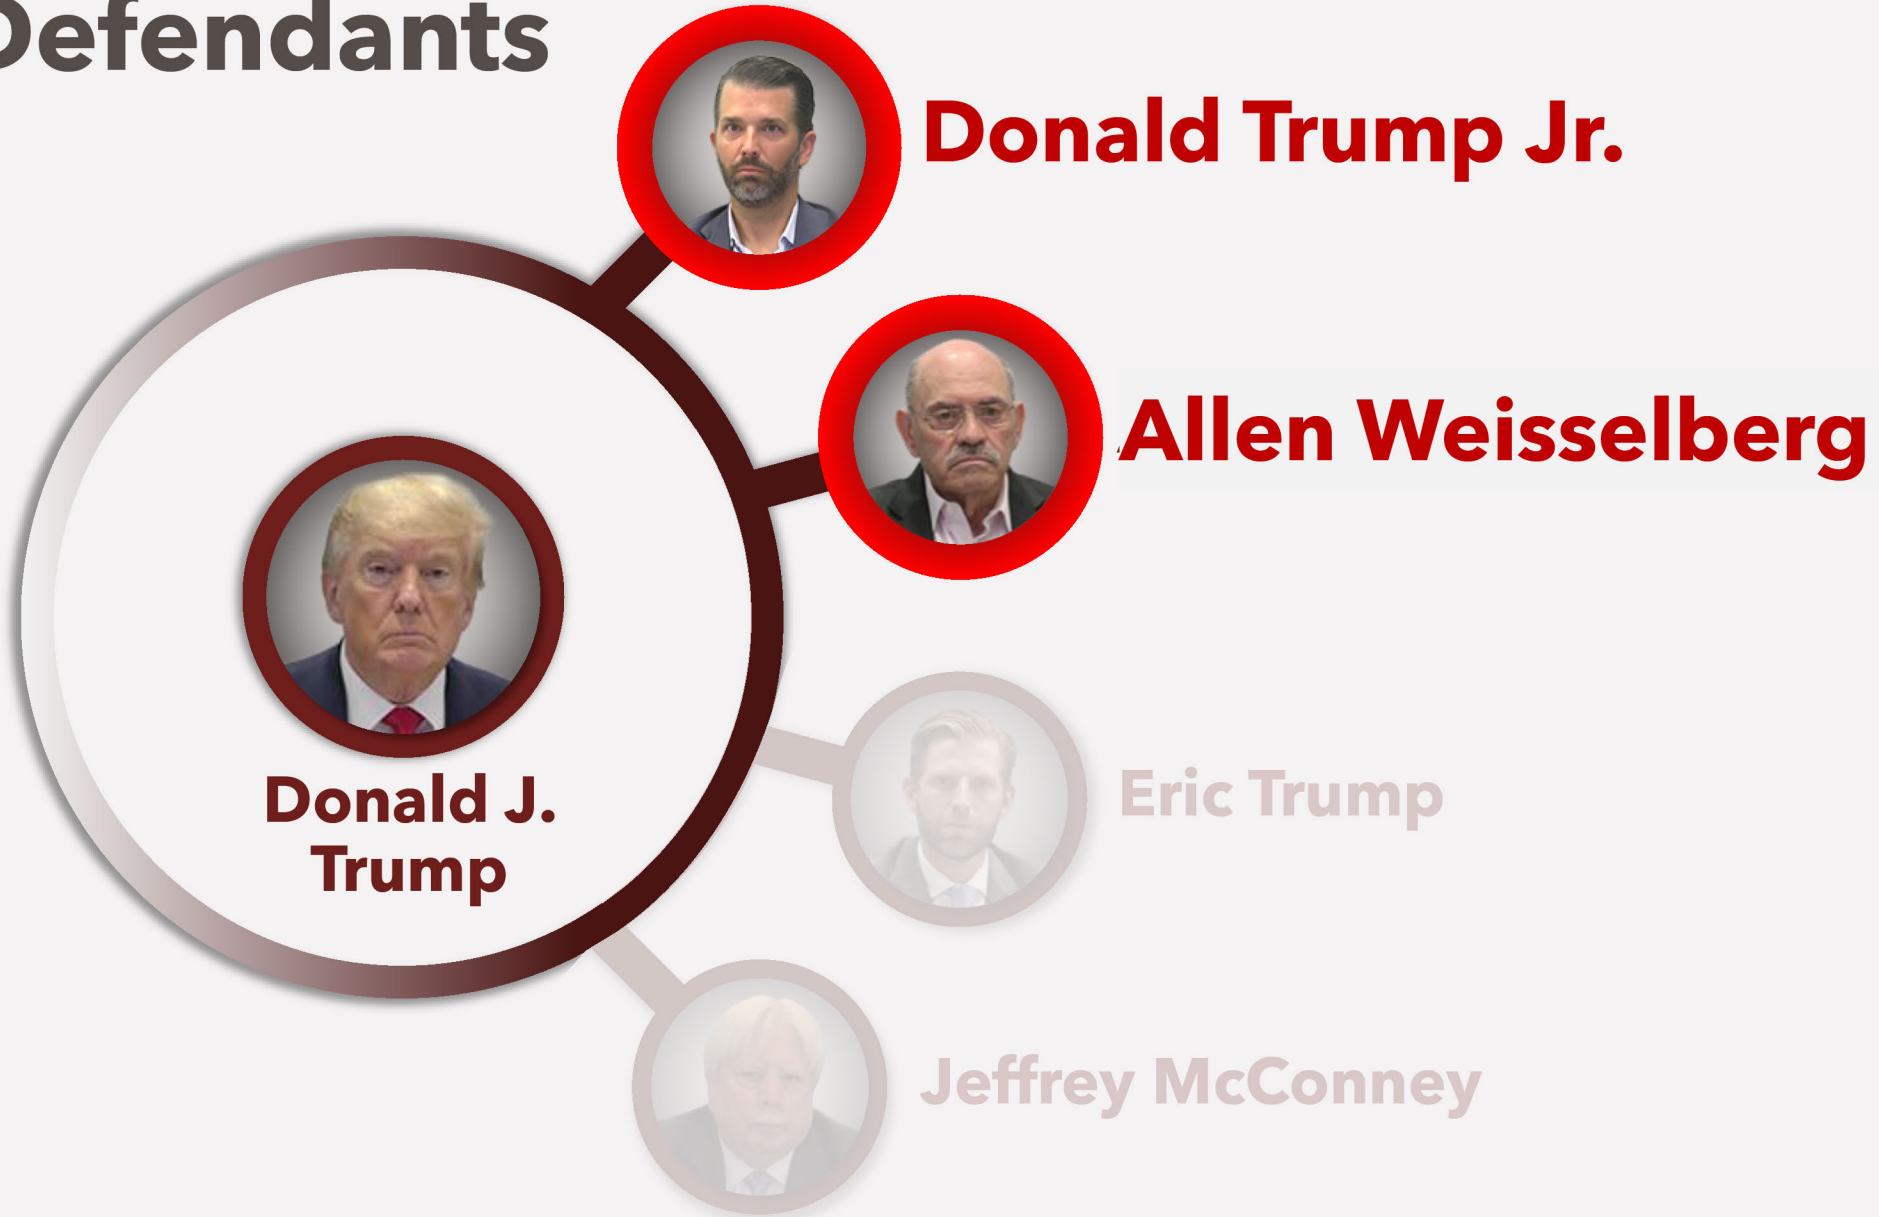 Defendants
Donald Trump Jr.
Allen Weisselberg
Donald J.
Trump
Eric Trump
Jeffrey McConney